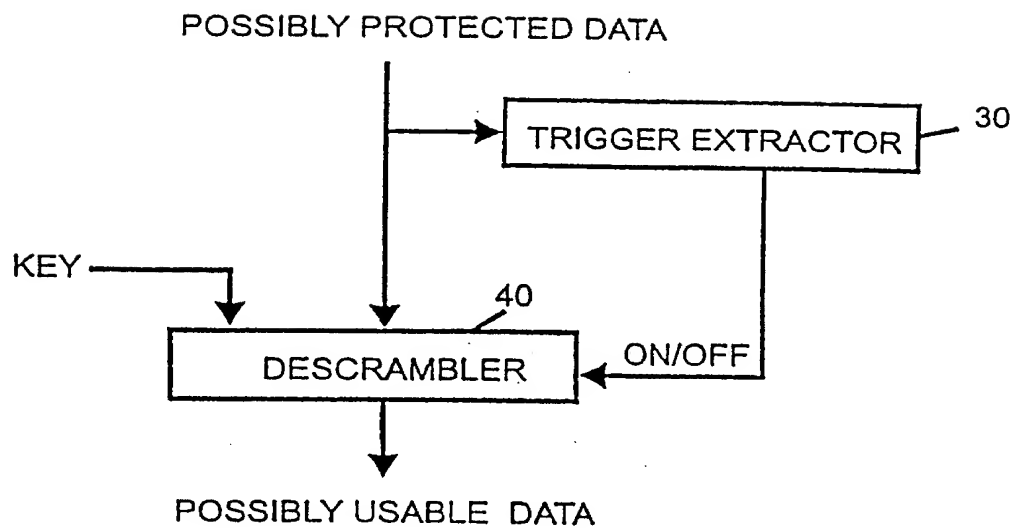 POSSIBLY PROTECTED DATA
TRIGGER EXTRACTOR
30
KEY
40
ON/OFF
DESCRAMBLER
POSSIBLY USABLE DATA